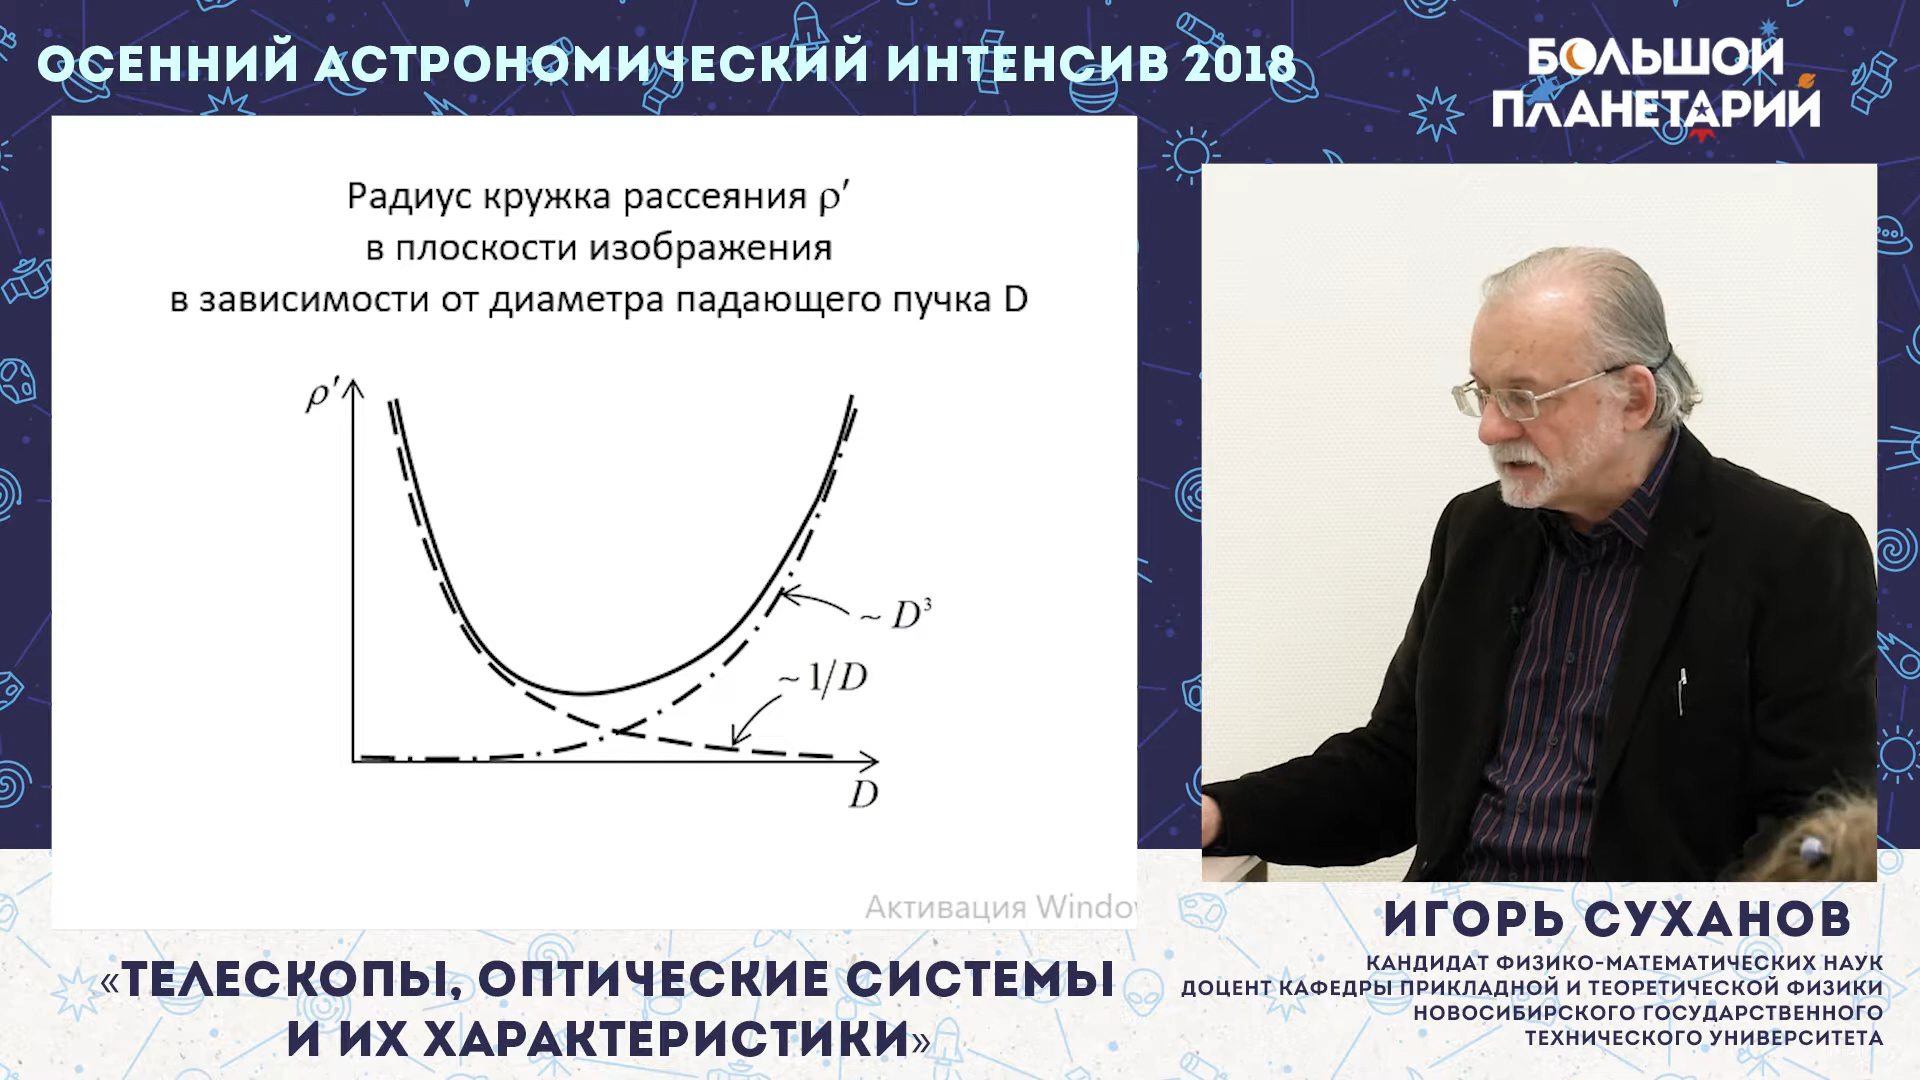 ОСЕННИЙ АСТРОНОМИЧЕСКИЙ ИНТЕНСИВ 2018
БОЛЬШОЙ
ПЛАНЕТАРИЙ
Радиус кружка рассеяния ρ′
в плоскости изображения
в зависимости от диаметра падающего пучка D
ρ′
~ D³
~ 1/D
D
Активация Windo
ИГОРЬ СУХАНОВ
КАНДИДАТ ФИЗИКО-МАТЕМАТИЧЕСКИХ НАУК
ДОЦЕНТ КАФЕДРЫ ПРИКЛАДНОЙ И ТЕОРЕТИЧЕСКОЙ ФИЗИКИ
НОВОСИБИРСКОГО ГОСУДАРСТВЕННОГО
ТЕХНИЧЕСКОГО УНИВЕРСИТЕТА
«ТЕЛЕСКОПЫ, ОПТИЧЕСКИЕ СИСТЕМЫ
И ИХ ХАРАКТЕРИСТИКИ»